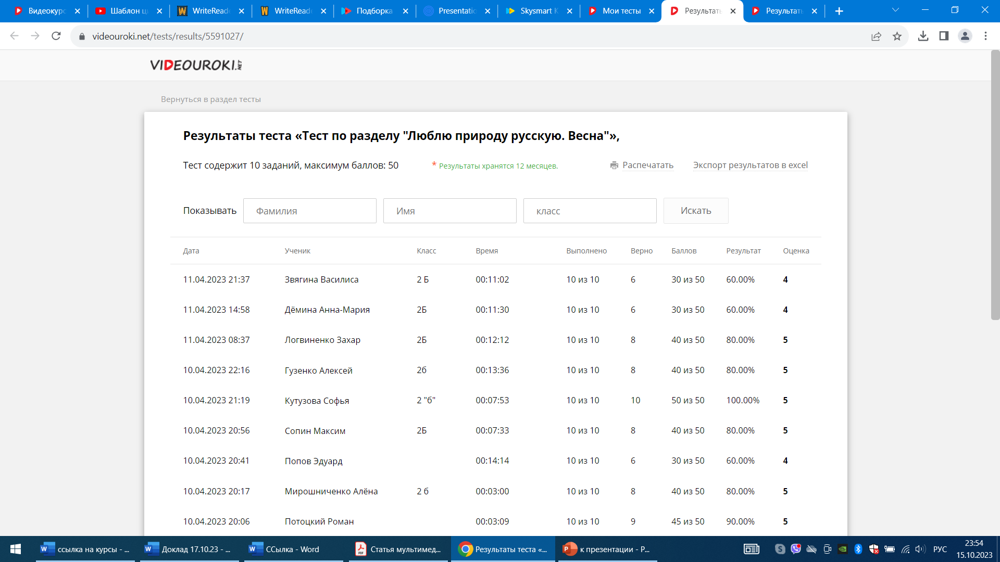 Видеокурс
Шаблон ц
WriteReade
WriteReade
Подборка
Presentatio
Skysmart К
Мои тесты
Результать
Результать
videouroki.net/tests/results/5591027/
VIDEOUROKI.NET
Вернуться в раздел тесты
Результаты теста «Тест по разделу "Люблю природу русскую. Весна"»,
Тест содержит 10 заданий, максимум баллов: 50 * Результаты хранятся 12 месяцев. Распечатать Экспорт результатов в excel
Показывать Фамилия Имя класс Искать
Дата Ученик Класс Время Выполнено Верно Баллов Результат Оценка
11.04.2023 21:37 Звягина Василиса 2 Б 00:11:02 10 из 10 6 30 из 50 60.00% 4
11.04.2023 14:58 Дёмина Анна-Мария 2Б 00:11:30 10 из 10 6 30 из 50 60.00% 4
11.04.2023 08:37 Логвиненко Захар 2Б 00:12:12 10 из 10 8 40 из 50 80.00% 5
10.04.2023 22:16 Гузенко Алексей 2б 00:13:36 10 из 10 8 40 из 50 80.00% 5
10.04.2023 21:19 Кутузова Софья 2 "б" 00:07:53 10 из 10 10 50 из 50 100.00% 5
10.04.2023 20:56 Сопин Максим 2Б 00:07:33 10 из 10 8 40 из 50 80.00% 5
10.04.2023 20:41 Попов Эдуард 00:14:14 10 из 10 6 30 из 50 60.00% 4
10.04.2023 20:17 Мирошниченко Алёна 2 б 00:03:00 10 из 10 8 40 из 50 80.00% 5
10.04.2023 20:06 Потоцкий Роман 00:03:09 10 из 10 9 45 из 50 90.00% 5
ссылка на курсы - ...
Доклад 17.10.23 - ...
ССылка - Word
Статья мультимед...
Результаты теста «...
к презентации - P...
РУС
23:54
15.10.2023